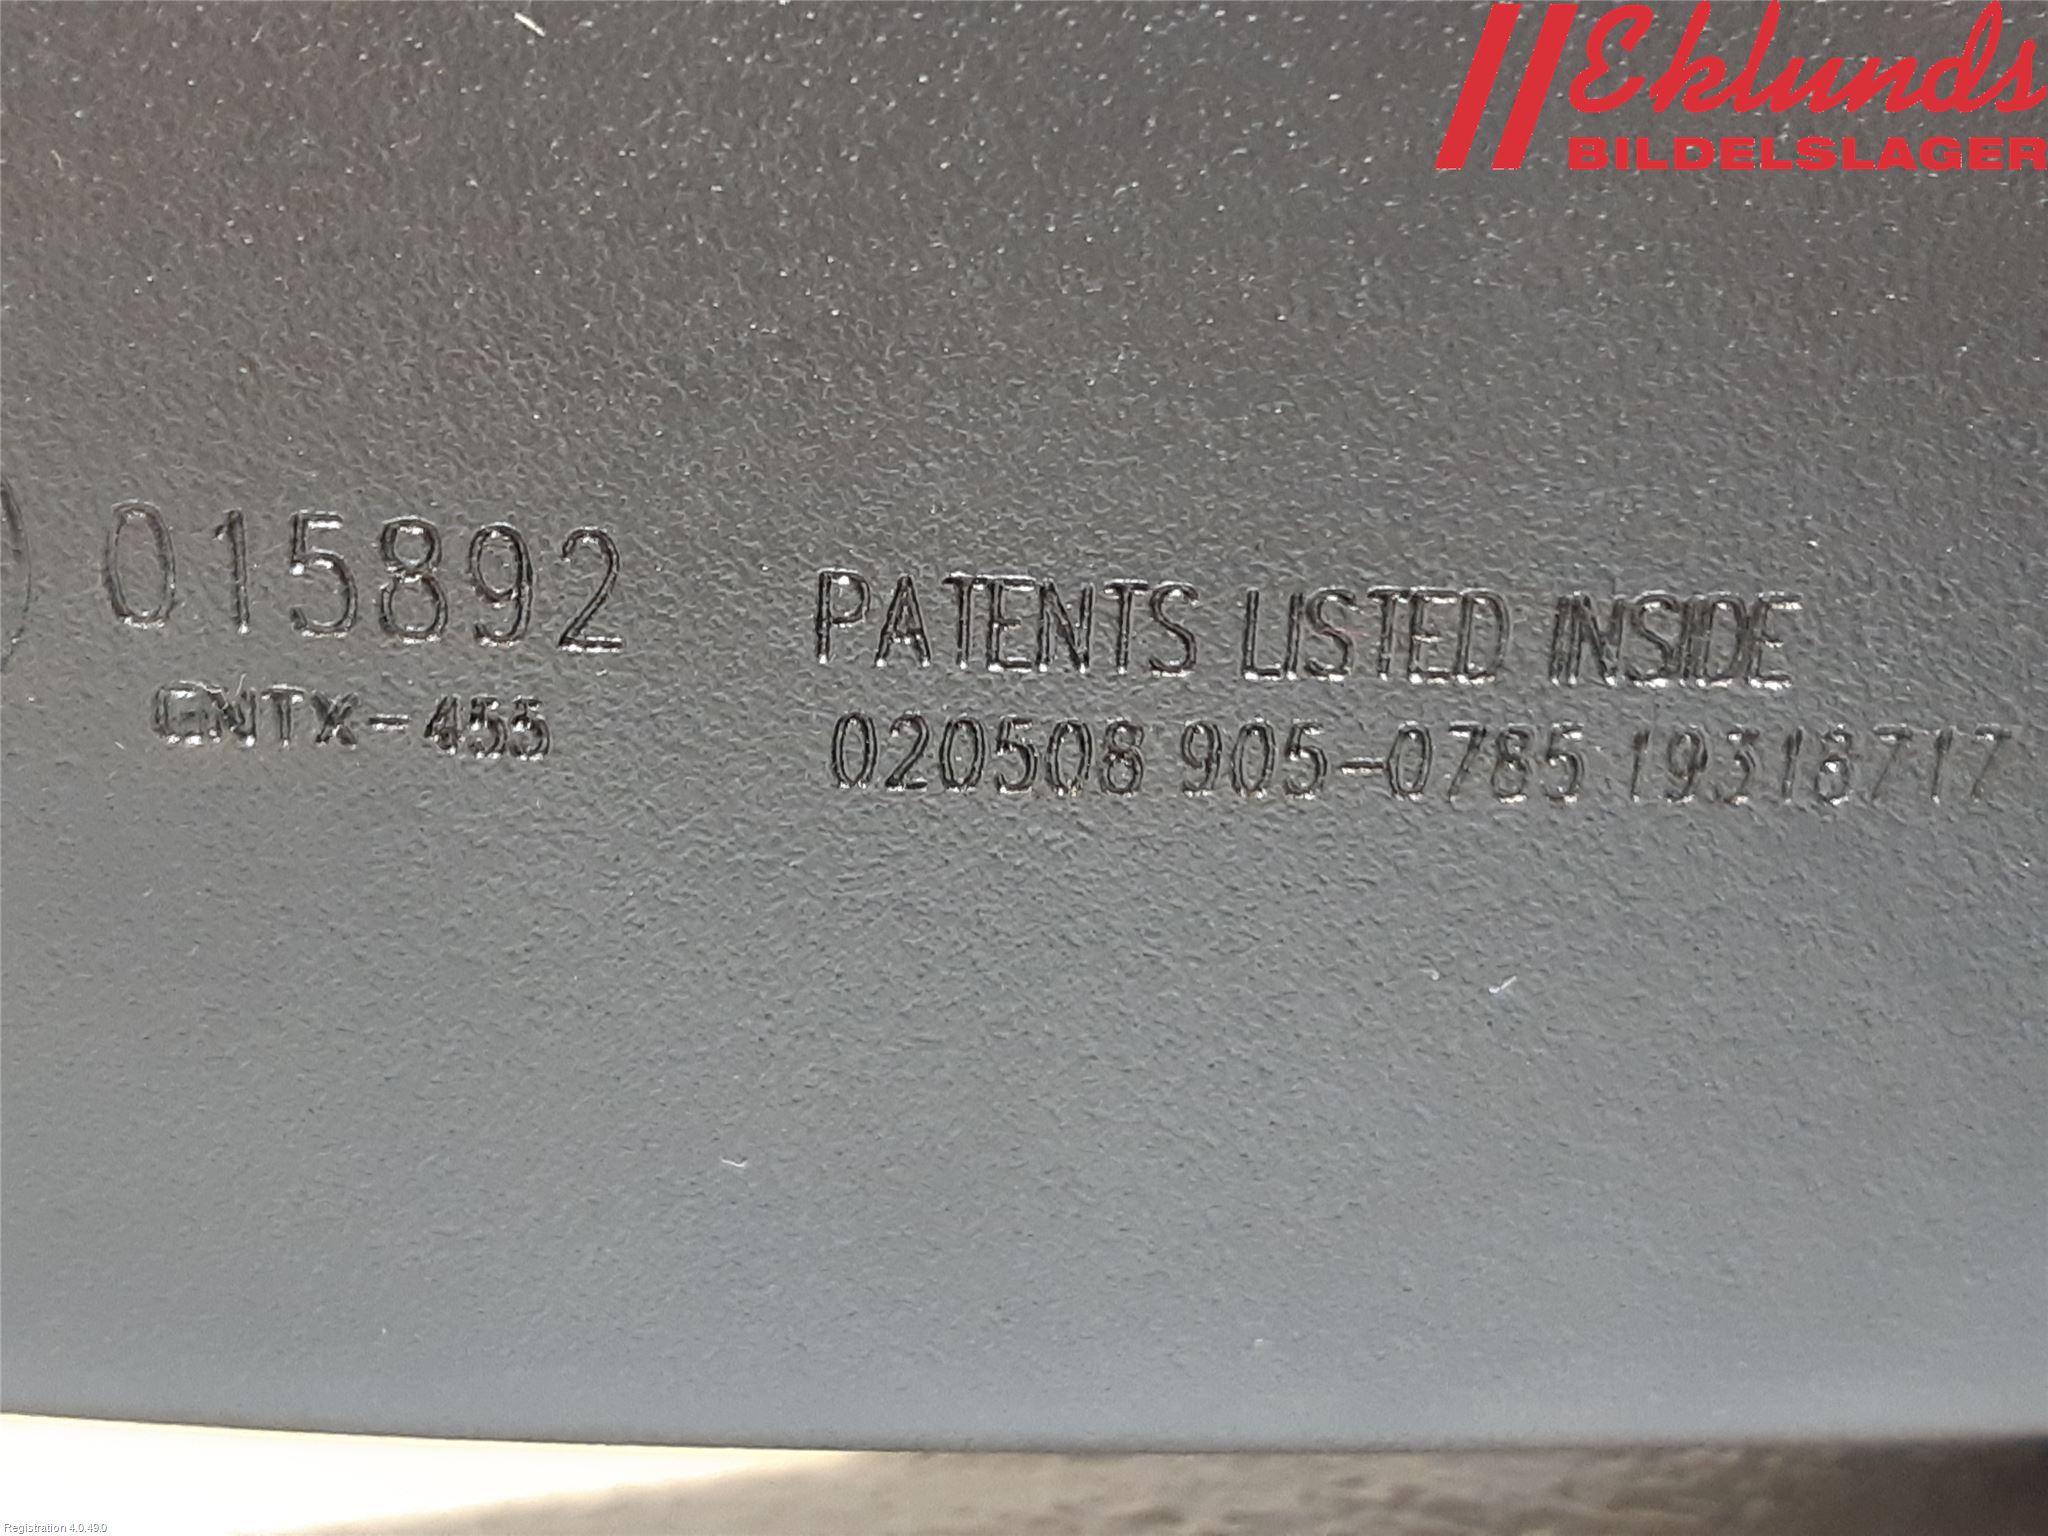 Eklunds
BILDELSLAGER
015892
GNTX-455
PATENTS LISTED INSIDE
020508 905-0785 19318717
Registration 4.0.49.0